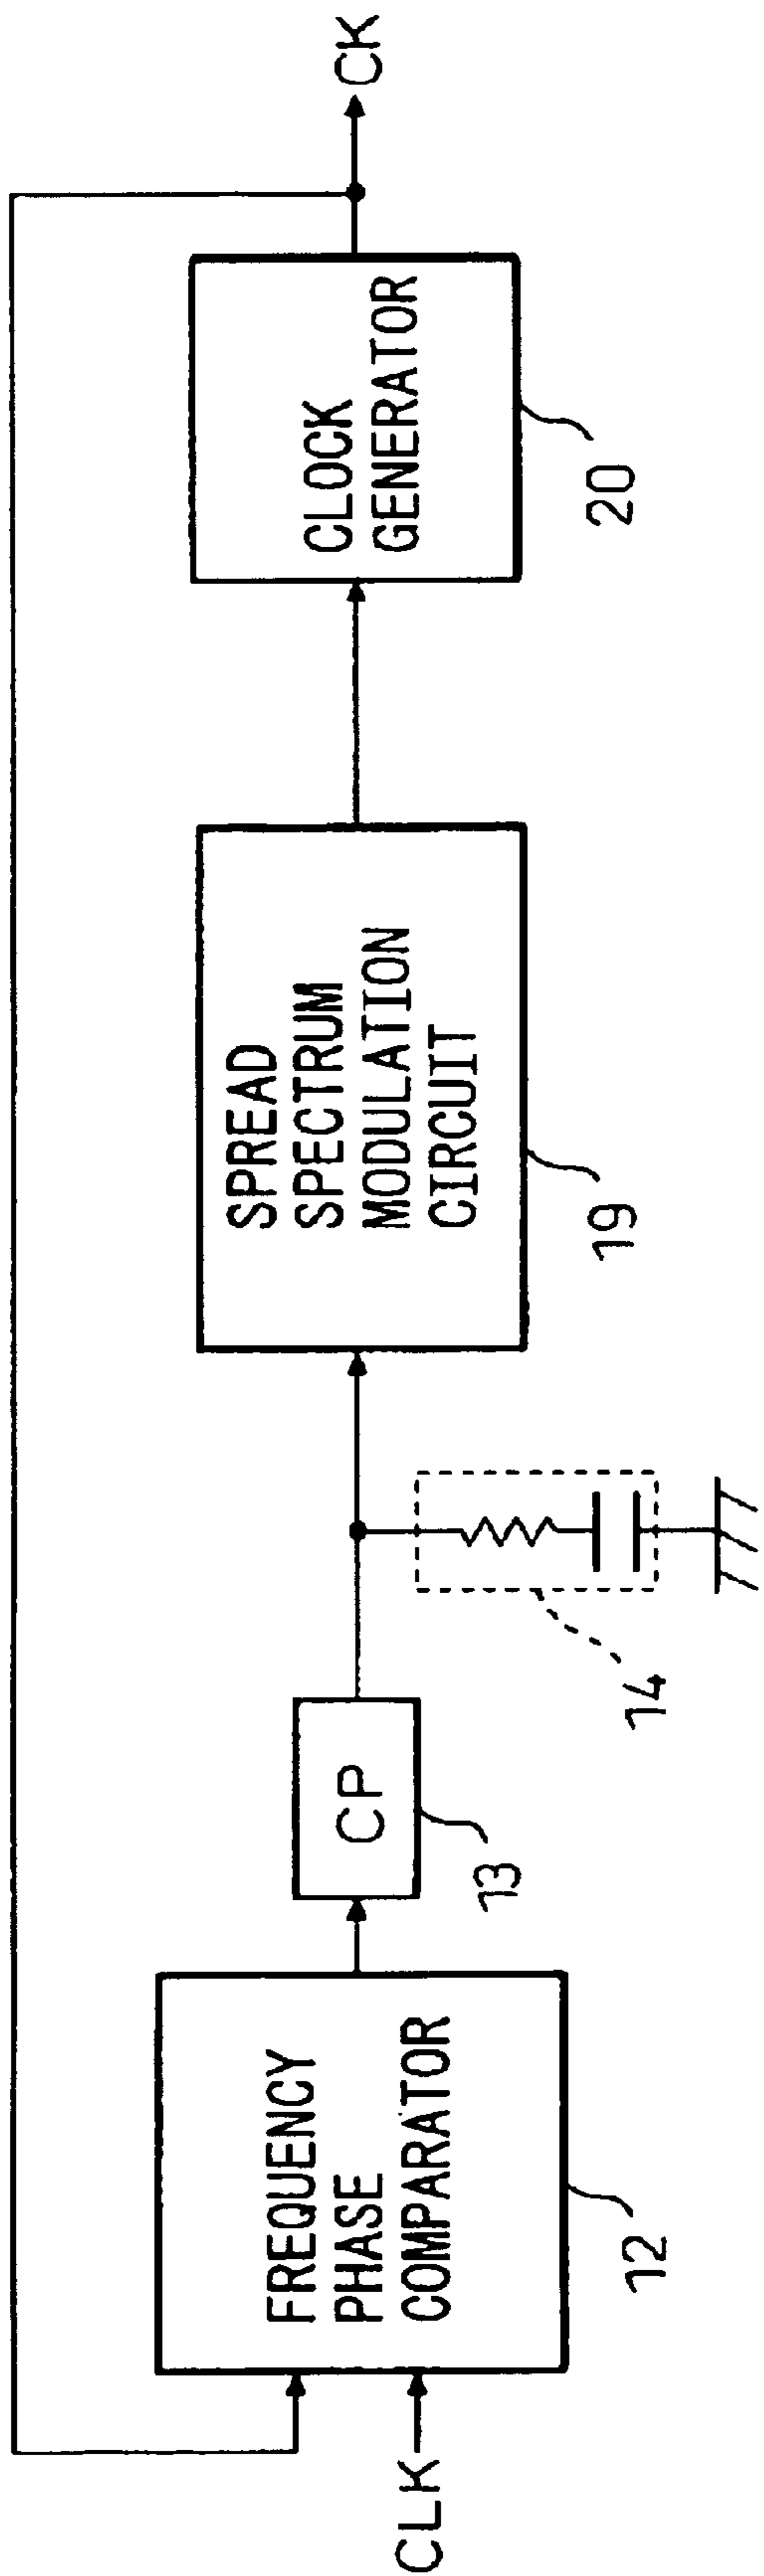 CLK
FREQUENCY
PHASE
COMPARATOR
12
CP
13
14
SPREAD
SPECTRUM
MODULATION
CIRCUIT
19
CLOCK
GENERATOR
20
CK